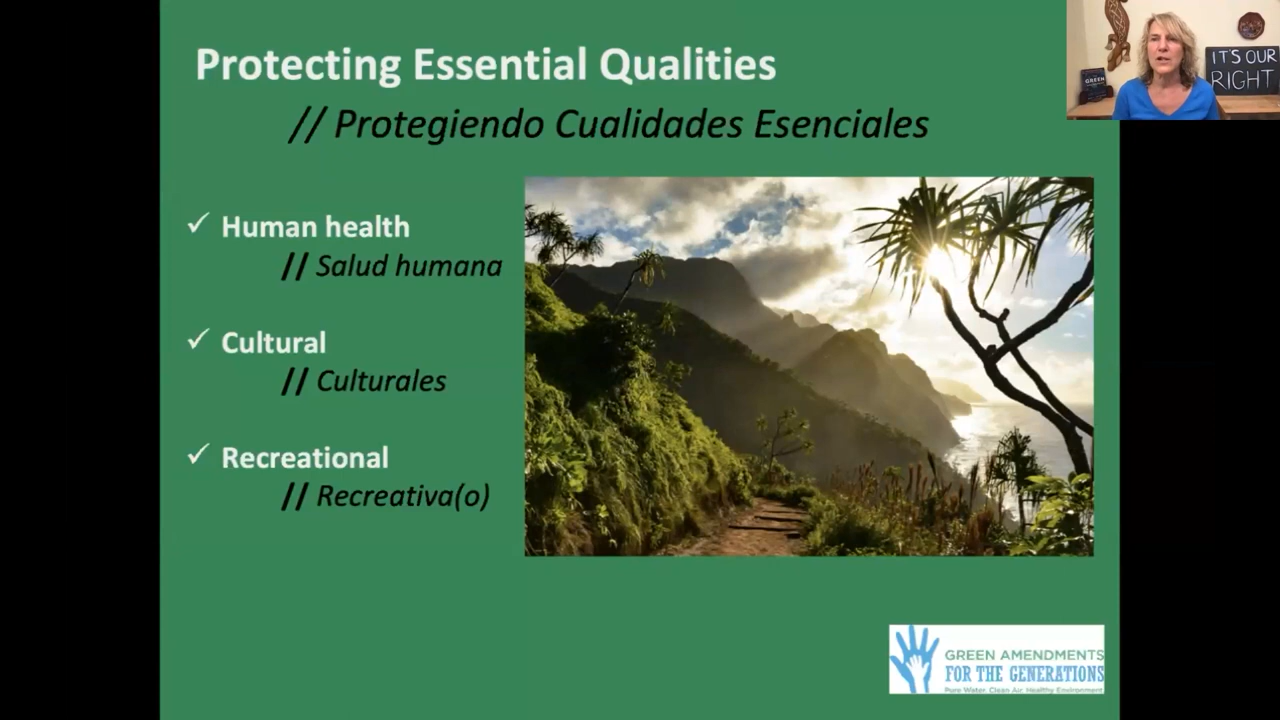 Protecting Essential Qualities
// Protegiendo Cualidades Esenciales
✓ Human health
// Salud humana
✓ Cultural
// Culturales
✓ Recreational
// Recreativa(o)
GREEN
IT'S OUR
RIGHT
GREEN AMENDMENTS
FOR THE GENERATIONS
Pure Water. Clean Air. Healthy Environment